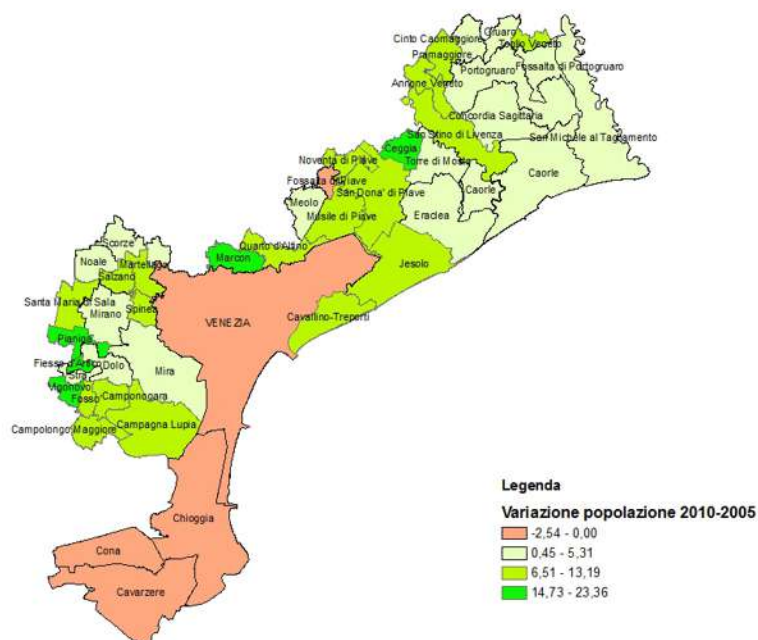 Cinto Caomaggiore
Gruaro
Teglio Veneto
Pramaggiore
Portogruaro
Fossalta di Portogruaro
Annone Veneto
Concordia Sagittaria
San Stino di Livenza
San Michele al Tagliamento
Ceggia
Noventa di Piave
Torre di Mosto
Caorle
Fossalta di Piave
San Dona' di Piave
Caorle
Meolo
Musile di Piave
Eraclea
Scorze
Quarto d'Altino
Noale
Martellago
Marcon
Jesolo
Salzano
Santa Maria di Sala
Spinea
Cavallino-Treporti
Mirano
VENEZIA
Pianiga
Fiesso d'Artico
Dolo
Mira
Stra
Vigonovo
Fosso'
Camponogara
Campolongo Maggiore
Campagna Lupia
Chioggia
Cona
Cavarzere
Legenda
Variazione popolazione 2010-2005
-2,54 - 0,00
0,45 - 5,31
6,51 - 13,19
14,73 - 23,36